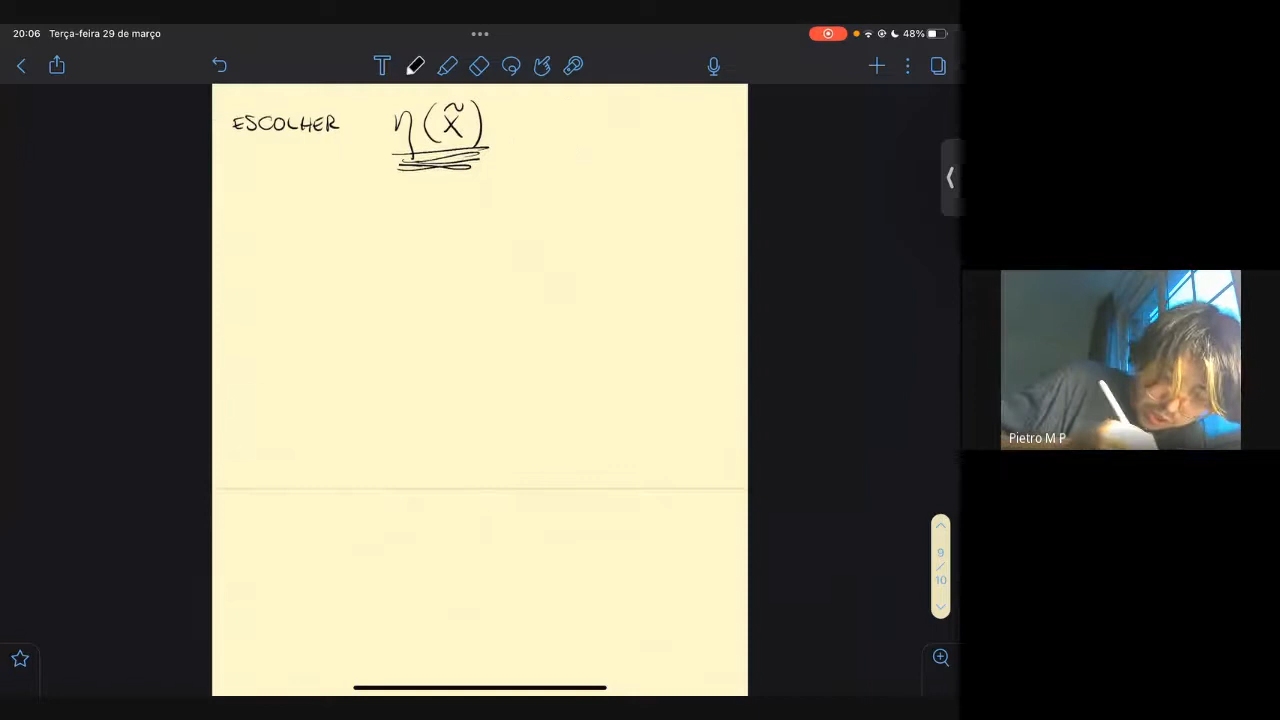 20:06 Terça-feira 29 de março
48%
T
ESCOLHER η(x̃)
9
/
10
Pietro M P